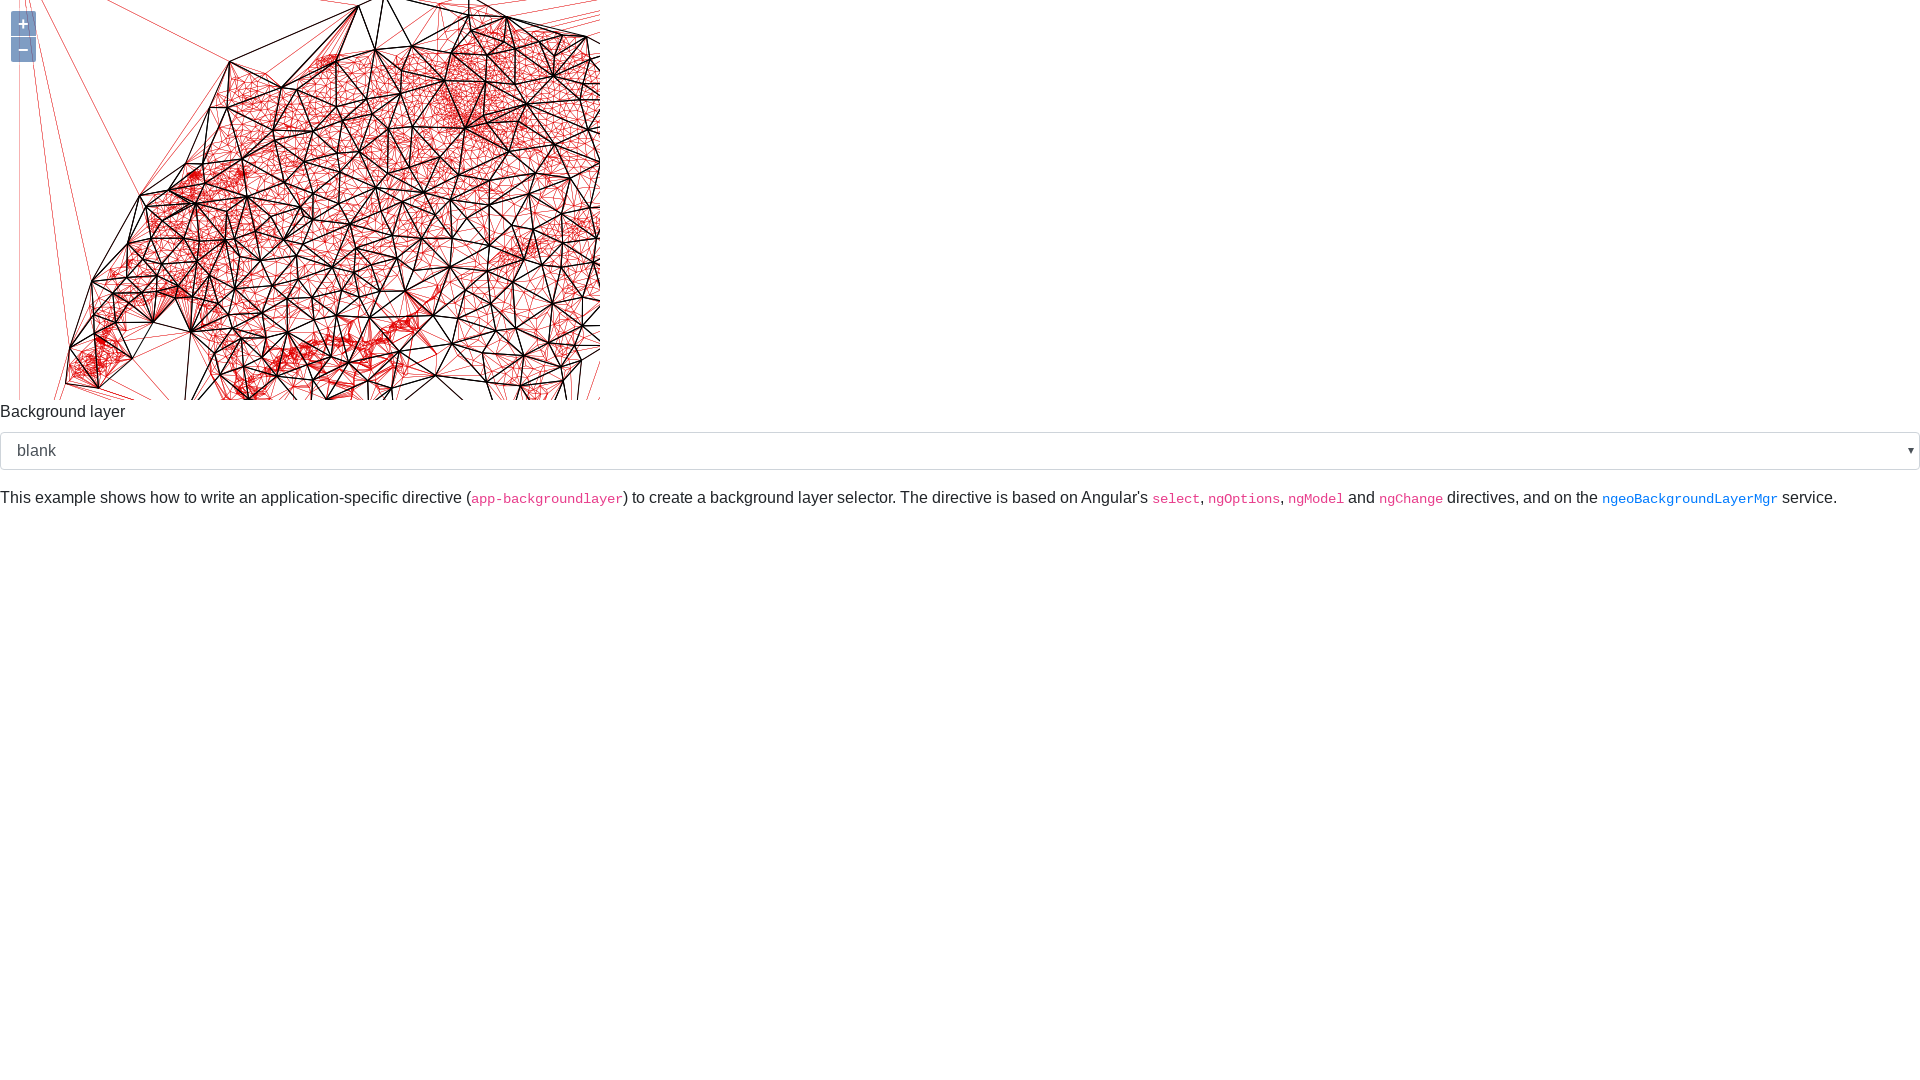 +
−
Background layer
blank
This example shows how to write an application-specific directive (app-backgroundlayer) to create a background layer selector. The directive is based on Angular's select, ngOptions, ngModel and ngChange directives, and on the ngeoBackgroundLayerMgr service.